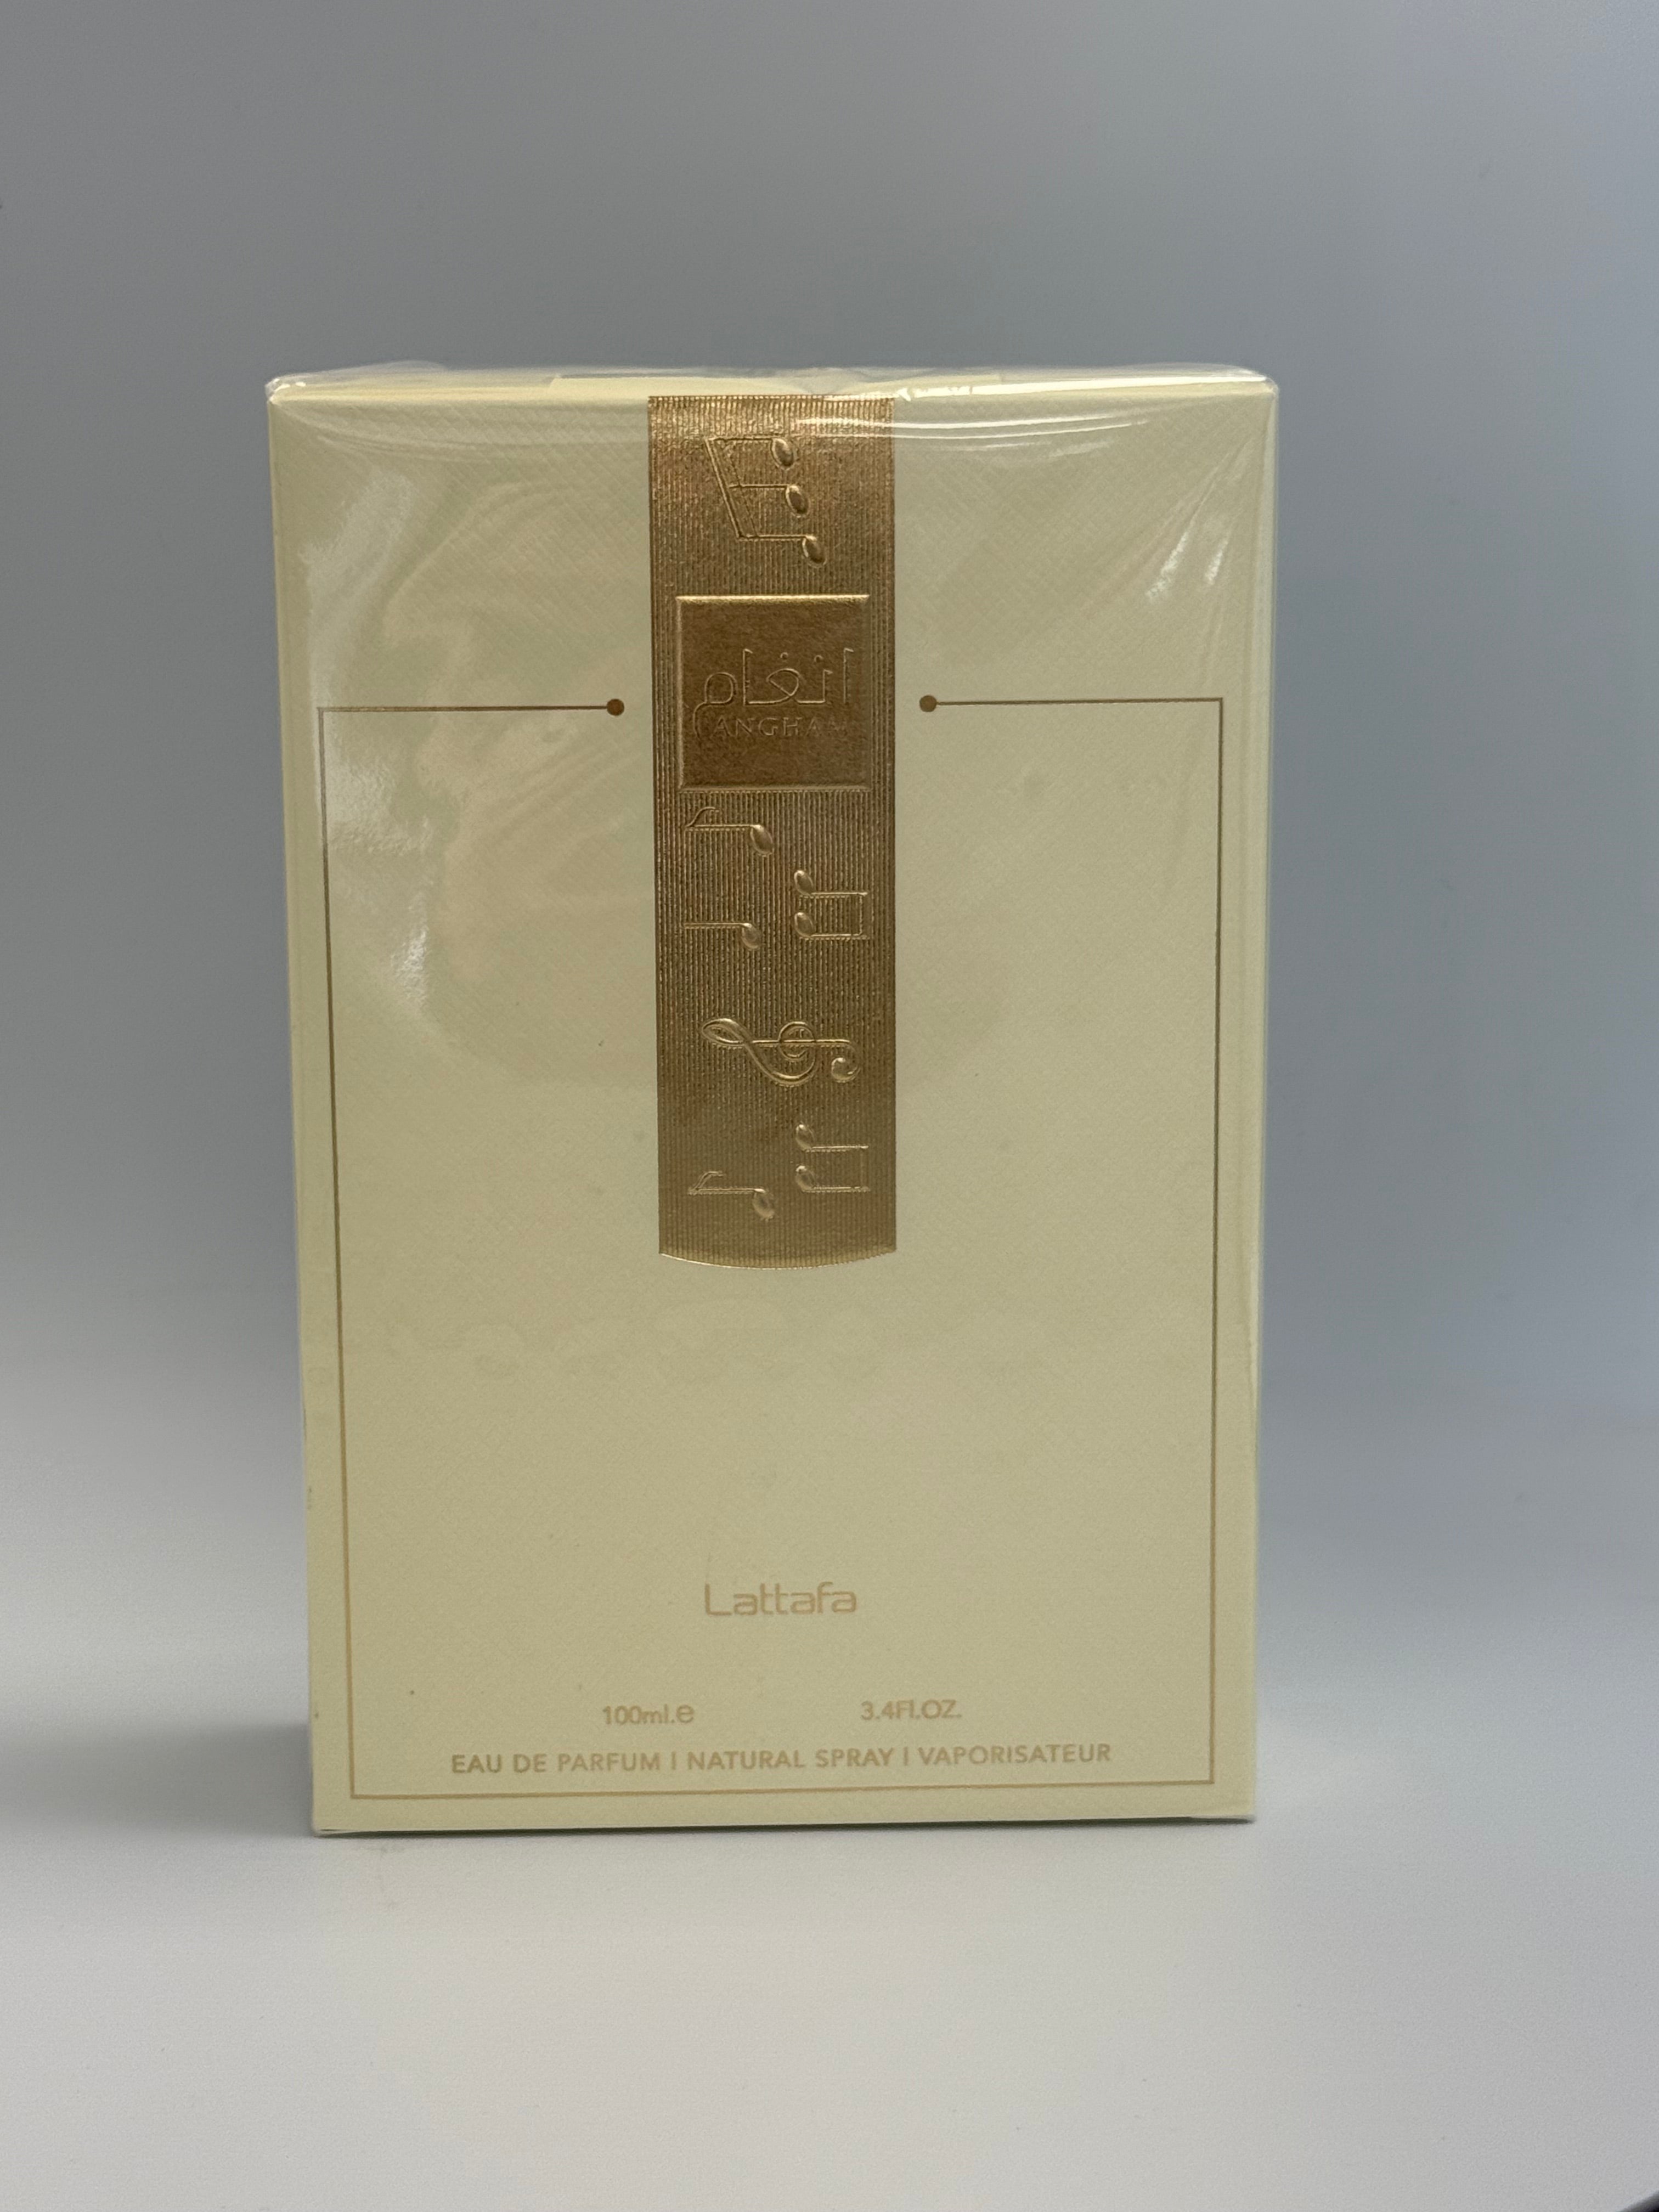 انغام
ANGHAM
Lattafa
100ml.e 3.4Fl.OZ.
EAU DE PARFUM | NATURAL SPRAY | VAPORISATEUR